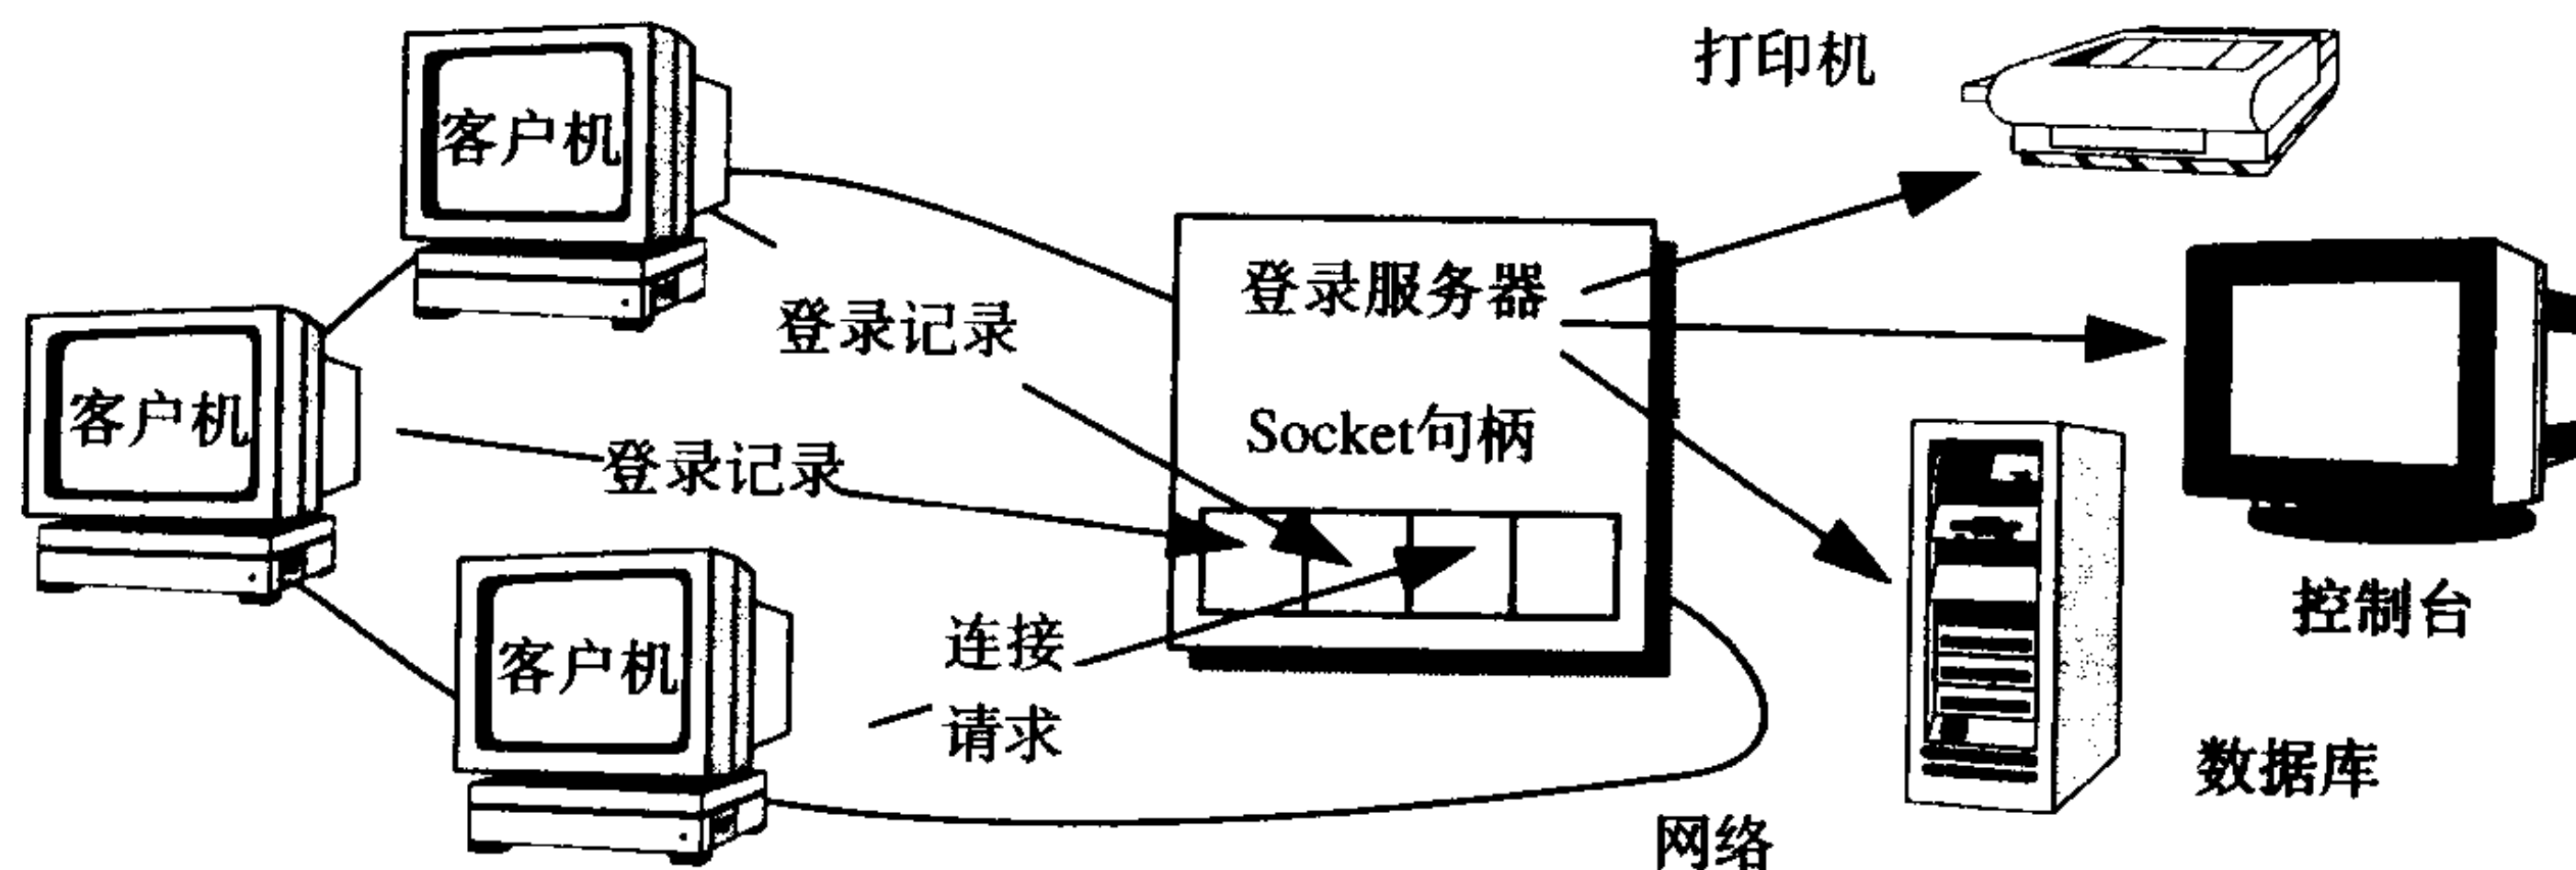 打印机
客户机
登录服务器
登录记录
客户机
Socket句柄
登录记录
控制台
连接
请求
客户机
数据库
网络